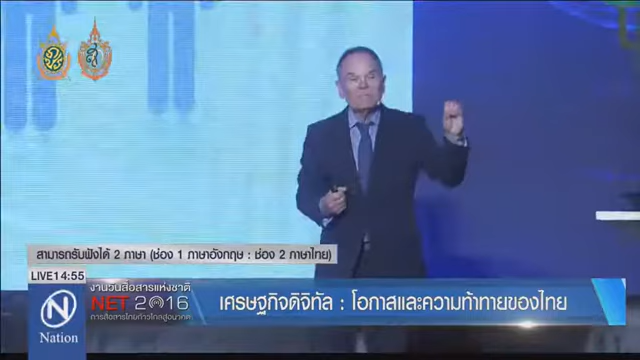 สามารถรับฟังได้ 2 ภาษา (ช่อง 1 ภาษาอังกฤษ : ช่อง 2 ภาษาไทย)
LIVE14:55
งานวันสื่อสารแห่งชาติ
NET 2016
การสื่อสารไทยก้าวไกลสู่อนาคต
เศรษฐกิจดิจิทัล : โอกาสและความท้าทายของไทย
N
Nation